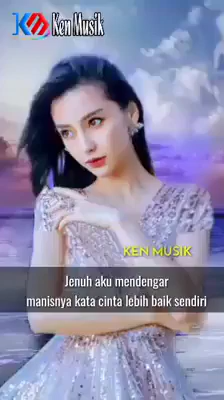 Ken Musik
KEN MUSIK
Jenuh aku mendengar
manisnya kata cinta lebih baik sendiri